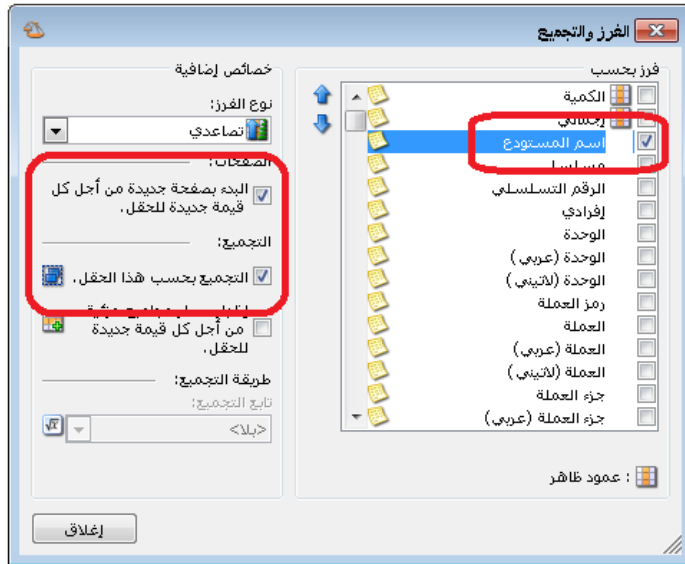 الفرز والتجميع
فرز بحسب
الكمية
إجمالي
اسم المستودع
مسلسل
الرقم التسلسلي
إفرادي
الوحدة
الوحدة (عربي)
الوحدة (لاتيني)
رمز العملة
العملة
العملة (عربي)
العملة (لاتيني)
جزء العملة
جزء العملة (عربي)
: عمود ظاهر
خصائص إضافية
نوع الفرز:
تصاعدي
الصفحات:
البدء بصفحة جديدة من أجل كل
قيمة جديدة للحقل.
التجميع:
التجميع بحسب هذا الحقل.
من أجل كل قيمة جديدة
للحقل.
طريقة التجميع:
تابع التجميع:
<بلا>
إغلاق